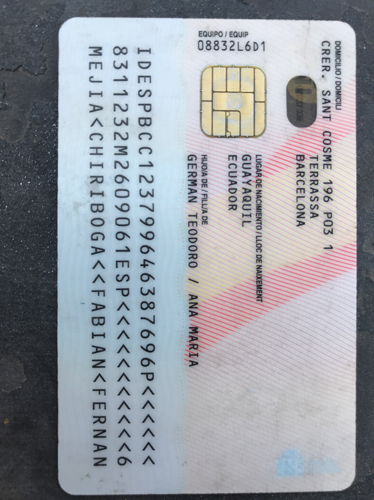 DOMICILIO / DOMICILI
CRER. SANT COSME 196 P03 1
TERRASSA
BARCELONA
EQUIPO / EQUIP
08832L6D1
LUGAR DE NACIMIENTO / LLOC DE NAIXEMENT
GUAYAQUIL
ECUADOR
HIJO/A DE / FILL/A DE
GERMAN TEODORO / ANA MARIA
IDESPBCC123799646387696P<<<<<<
8311232M2609061ESP<<<<<<<<<<<6
MEJIA<CHIRIBOGA<<FABIAN<FERNAN